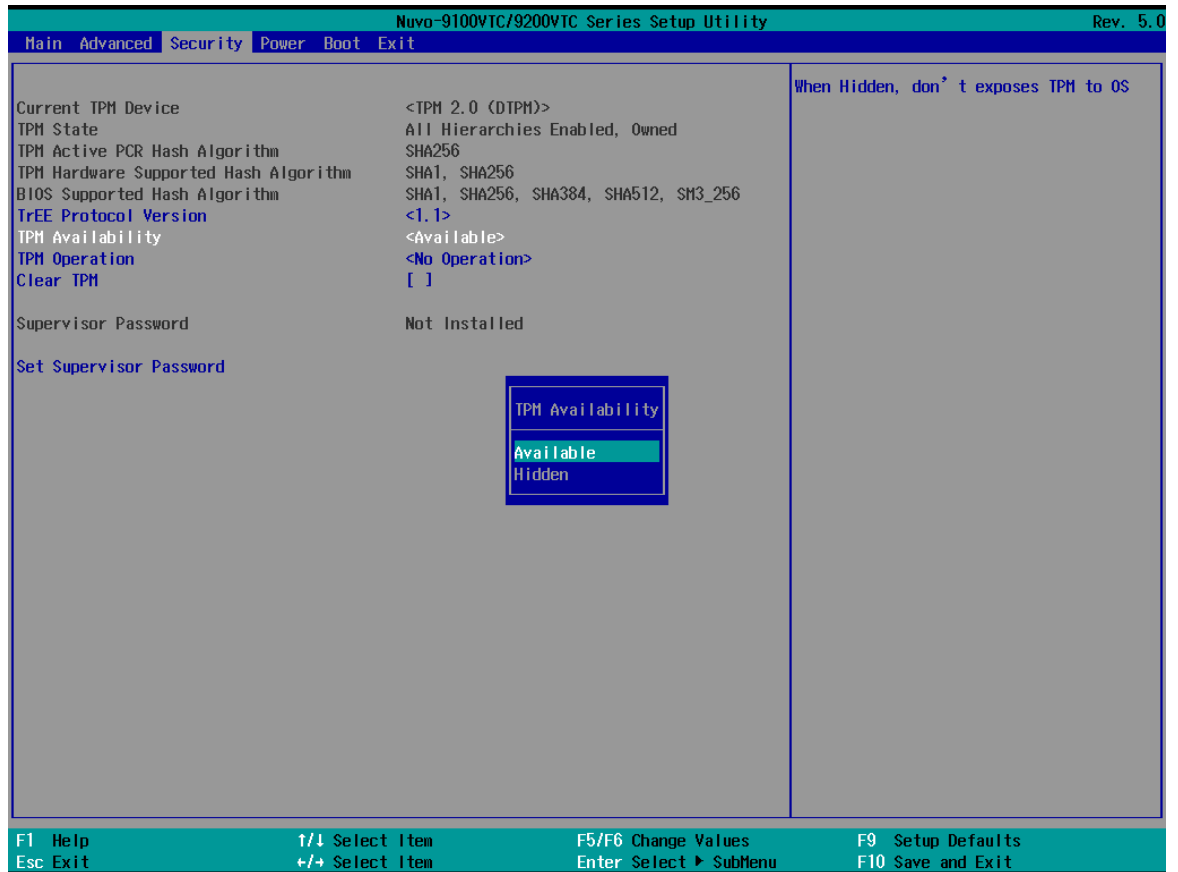 Nuvo-9100VTC/9200VTC Series Setup Utility Rev. 5.0
Main Advanced Security Power Boot Exit
When Hidden, don’t exposes TPM to OS
Current TPM Device <TPM 2.0 (DTPM)>
TPM State All Hierarchies Enabled, Owned
TPM Active PCR Hash Algorithm SHA256
TPM Hardware Supported Hash Algorithm SHA1, SHA256
BIOS Supported Hash Algorithm SHA1, SHA256, SHA384, SHA512, SM3_256
TrEE Protocol Version <1.1>
TPM Availability <Available>
TPM Operation <No Operation>
Clear TPM [ ]
Supervisor Password Not Installed
Set Supervisor Password
TPM Availability
Available
Hidden
F1 Help ↑/↓ Select Item F5/F6 Change Values F9 Setup Defaults
Esc Exit ←/→ Select Item Enter Select ▶ SubMenu F10 Save and Exit